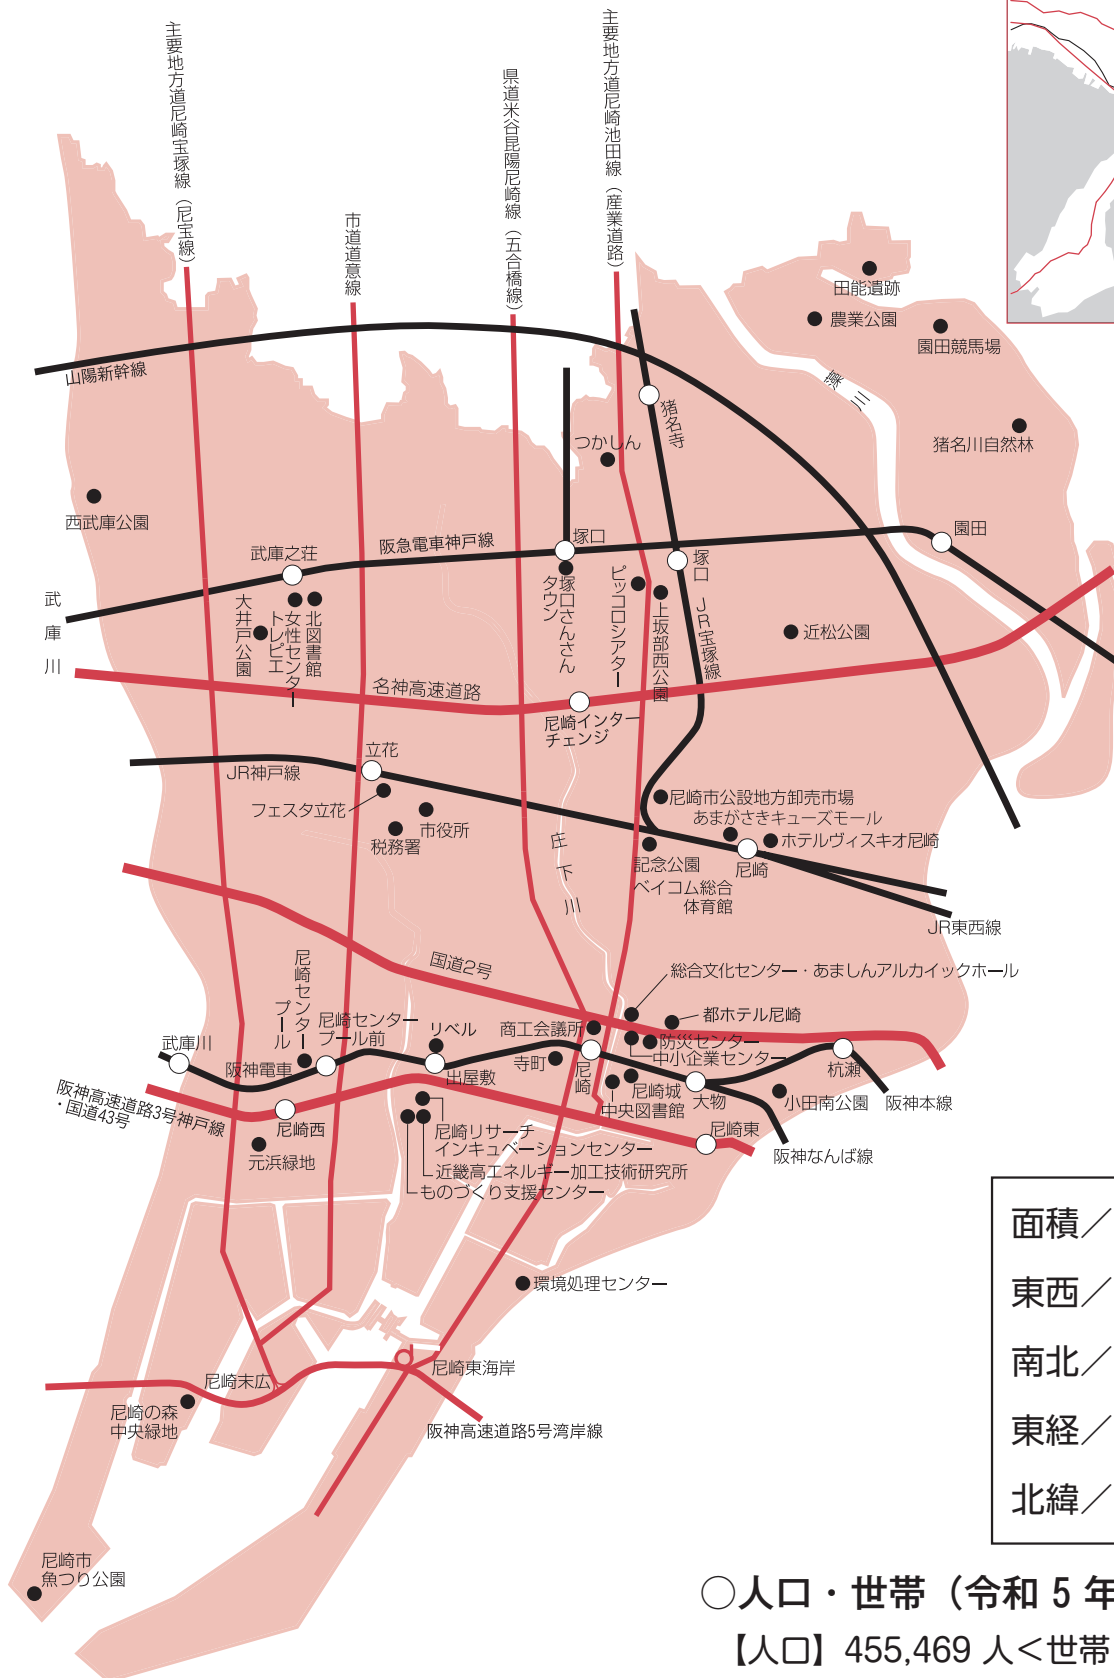 主要地方道尼崎宝塚線（尼宝線）
市道道意線
県道米谷昆陽尼崎線（五合橋線）
主要地方道尼崎池田線（産業道路）
田能遺跡
農業公園
園田競馬場
藻川
猪名川自然林
山陽新幹線
猪名寺
つかしん
西武庫公園
武庫之荘
阪急電車神戸線
塚口
園田
塚口
武庫川
大井戸公園
女性センター
トレピエ
北図書館
塚口さんさん
タウン
ピッコロシアター
上坂部西公園
JR宝塚線
近松公園
名神高速道路
尼崎インター
チェンジ
立花
JR神戸線
フェスタ立花
市役所
税務署
庄下川
尼崎市公設地方卸売市場
あまがさきキューズモール
ホテルヴィスキオ尼崎
尼崎
記念公園
ベイコム総合
体育館
JR東西線
国道2号
総合文化センター・あましんアルカイックホール
都ホテル尼崎
尼崎センター
プール
尼崎センター
プール前
リベル
商工会議所
防災センター
中小企業センター
武庫川
阪神電車
出屋敷
寺町
尼崎
尼崎城
中央図書館
大物
杭瀬
小田南公園
阪神本線
阪神なんば線
阪神高速道路3号神戸線
・国道43号
尼崎西
元浜緑地
尼崎東
尼崎リサーチ
インキュベーションセンター
近畿高エネルギー加工技術研究所
ものづくり支援センター
環境処理センター
尼崎末広
尼崎東海岸
尼崎の森
中央緑地
阪神高速道路5号湾岸線
尼崎市
魚つり公園
面積／
東西／
南北／
東経／
北緯／
○人口・世帯（令和 5 年
【人口】455,469 人＜世帯